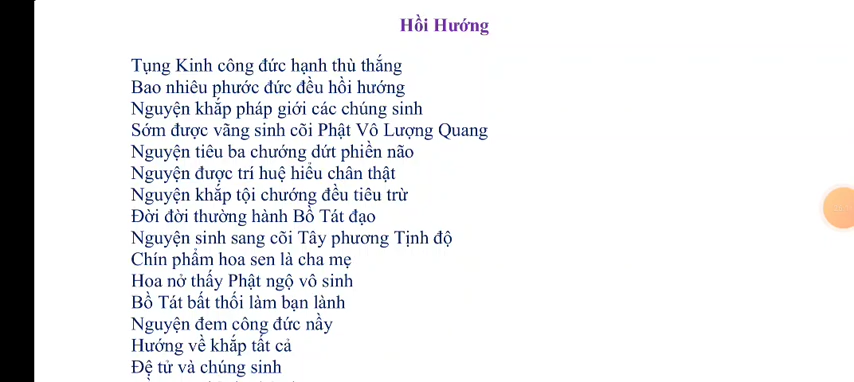 Hồi Hướng
Tụng Kinh công đức hạnh thù thắng
Bao nhiêu phước đức đều hồi hướng
Nguyện khắp pháp giới các chúng sinh
Sớm được vãng sinh cõi Phật Vô Lượng Quang
Nguyện tiêu ba chướng dứt phiền não
Nguyện được trí huệ hiểu chân thật
Nguyện khắp tội chướng đều tiêu trừ
Đời đời thường hành Bồ Tát đạo
Nguyện sinh sang cõi Tây phương Tịnh độ
Chín phẩm hoa sen là cha mẹ
Hoa nở thấy Phật ngộ vô sinh
Bồ Tát bất thối làm bạn lành
Nguyện đem công đức nầy
Hướng về khắp tất cả
Đệ tử và chúng sinh